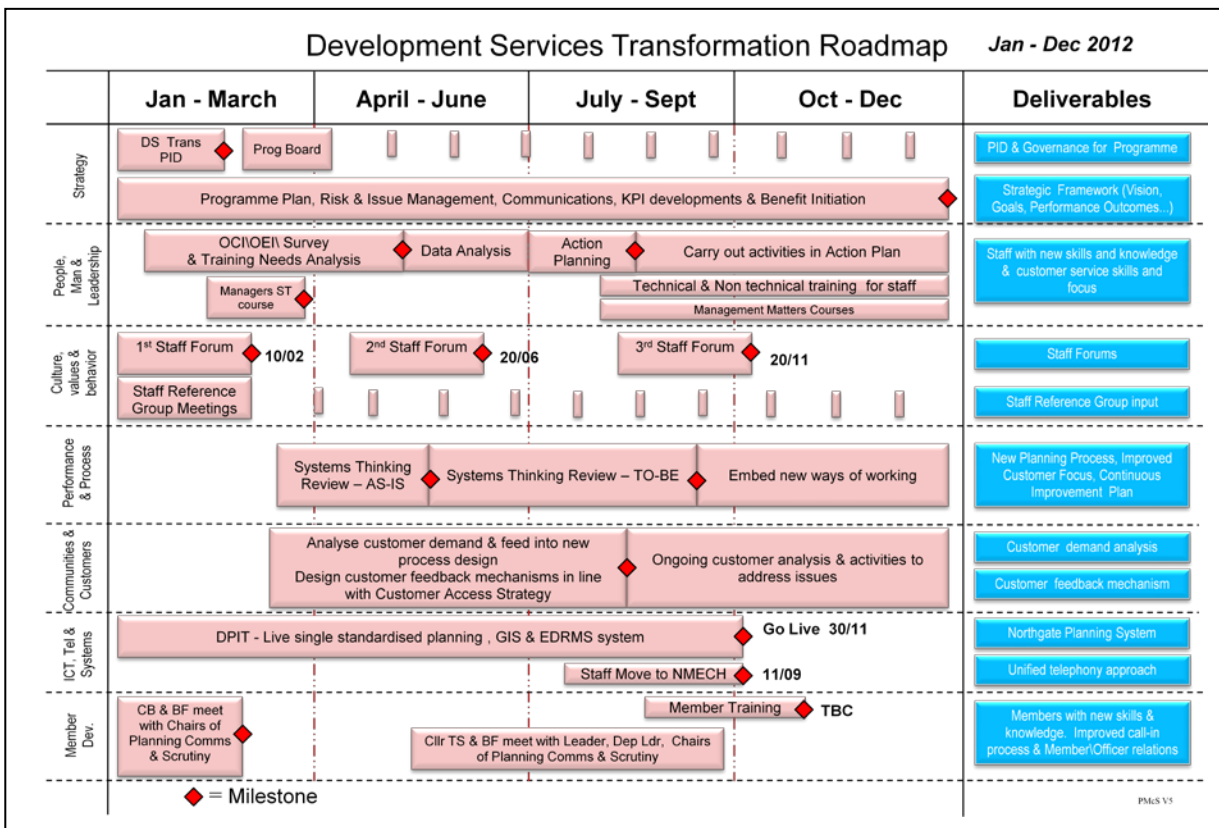 Development Services Transformation Roadmap
Jan - Dec 2012
Jan - March
April - June
July - Sept
Oct - Dec
Deliverables
Strategy
DS Trans
PID
Prog Board
PID & Governance for Programme
Programme Plan, Risk & Issue Management, Communications, KPI developments & Benefit Initiation
Strategic Framework (Vision,
Goals, Performance Outcomes...)
People,
Man &
Leadership
OCI\OEI\ Survey
& Training Needs Analysis
Data Analysis
Action
Planning
Carry out activities in Action Plan
Managers ST
course
Technical & Non technical training for staff
Management Matters Courses
Staff with new skills and knowledge
& customer service skills and
focus
Culture,
values &
behavior
1st Staff Forum
10/02
2nd Staff Forum
20/06
3rd Staff Forum
20/11
Staff Forums
Staff Reference
Group Meetings
Staff Reference Group input
Performance
& Process
Systems Thinking
Review – AS-IS
Systems Thinking Review – TO-BE
Embed new ways of working
New Planning Process, Improved
Customer Focus, Continuous
Improvement Plan
Communities &
Customers
Analyse customer demand & feed into new
process design
Design customer feedback mechanisms in line
with Customer Access Strategy
Ongoing customer analysis & activities to
address issues
Customer demand analysis
Customer feedback mechanism
ICT, Tel &
Systems
DPIT - Live single standardised planning , GIS & EDRMS system
Go Live 30/11
Northgate Planning System
Staff Move to NMECH
11/09
Unified telephony approach
Member
Dev.
CB & BF meet
with Chairs of
Planning Comms
& Scrutiny
Member Training
TBC
Cllr TS & BF meet with Leader, Dep Ldr, Chairs
of Planning Comms & Scrutiny
Members with new skills &
knowledge. Improved call-in
process & Member\Officer relations
= Milestone
PMcS V5